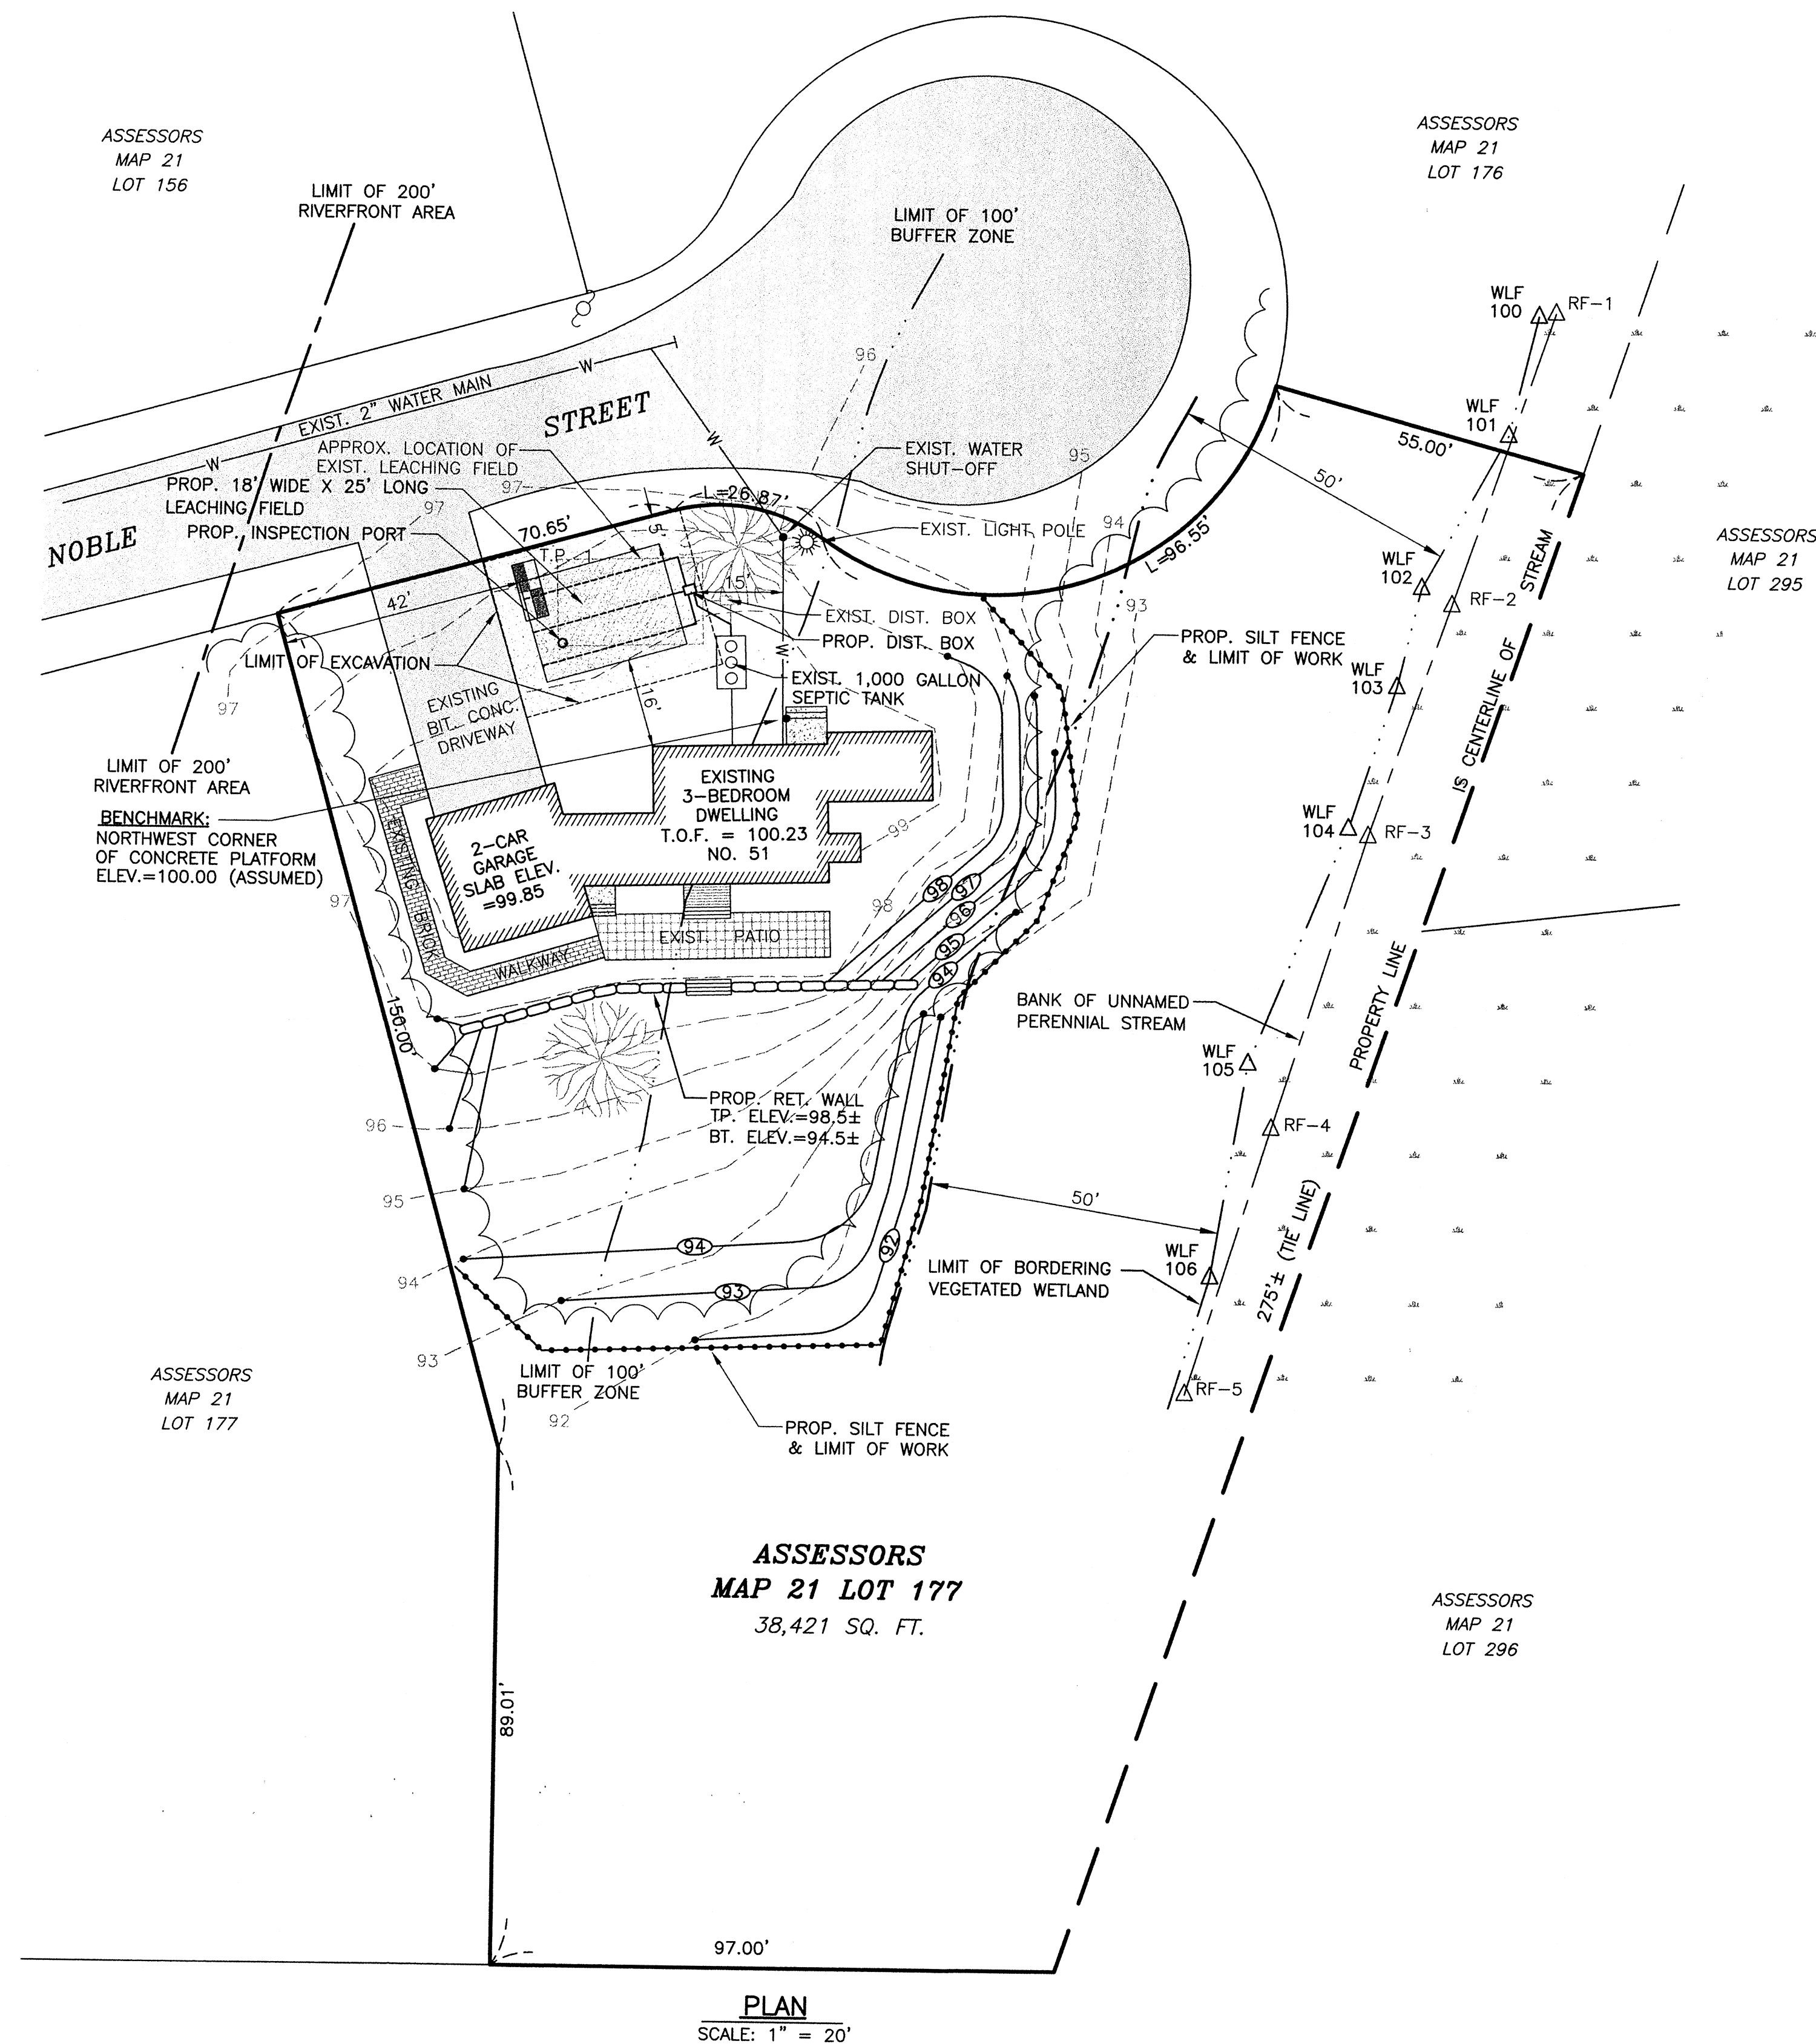 ASSESSORS
MAP 21
LOT 156
LIMIT OF 200'
RIVERFRONT AREA
LIMIT OF 100'
BUFFER ZONE
ASSESSORS
MAP 21
LOT 176
WLF
100
RF-1
96
W
EXIST. 2" WATER MAIN
W
W
STREET
NOBLE
WLF
101
55.00'
APPROX. LOCATION OF
EXIST. LEACHING FIELD
PROP. 18' WIDE X 25' LONG
LEACHING FIELD
97
97
PROP. INSPECTION PORT
EXIST. WATER
SHUT-OFF
95
50'
L=26.87'
70.65'
5'
EXIST. LIGHT POLE
94
L=96.55'
T.P.-1
ASSESSORS
MAP 21
LOT 295
42'
15'
WLF
102
RF-2
93
EXIST. DIST. BOX
PROP. DIST. BOX
PROP. SILT FENCE
& LIMIT OF WORK
LIMIT OF EXCAVATION
W
EXIST. 1,000 GALLON
SEPTIC TANK
WLF
103
97
EXISTING
BIT. CONC.
DRIVEWAY
16'
LIMIT OF 200'
RIVERFRONT AREA
BENCHMARK:
NORTHWEST CORNER
OF CONCRETE PLATFORM
ELEV.=100.00 (ASSUMED)
EXISTING
3-BEDROOM
DWELLING
T.O.F. = 100.23
NO. 51
2-CAR
GARAGE
SLAB ELEV.
=99.85
99
WLF
104
RF-3
PROPERTY LINE IS CENTERLINE OF STREAM
97
EXISTING BRICK
WALKWAY
EXIST. PATIO
98
98
97
96
95
94
150.00'
BANK OF UNNAMED
PERENNIAL STREAM
WLF
105
RF-4
PROP. RET. WALL
TP. ELEV.=98.5±
BT. ELEV.=94.5±
96
95
94
93
92
94
93
92
50'
WLF
106
LIMIT OF BORDERING
VEGETATED WETLAND
275'± (TIE LINE)
RF-5
LIMIT OF 100'
BUFFER ZONE
PROP. SILT FENCE
& LIMIT OF WORK
ASSESSORS
MAP 21
LOT 177
ASSESSORS
MAP 21 LOT 177
38,421 SQ. FT.
ASSESSORS
MAP 21
LOT 296
89.01'
97.00'
PLAN
SCALE: 1" = 20'